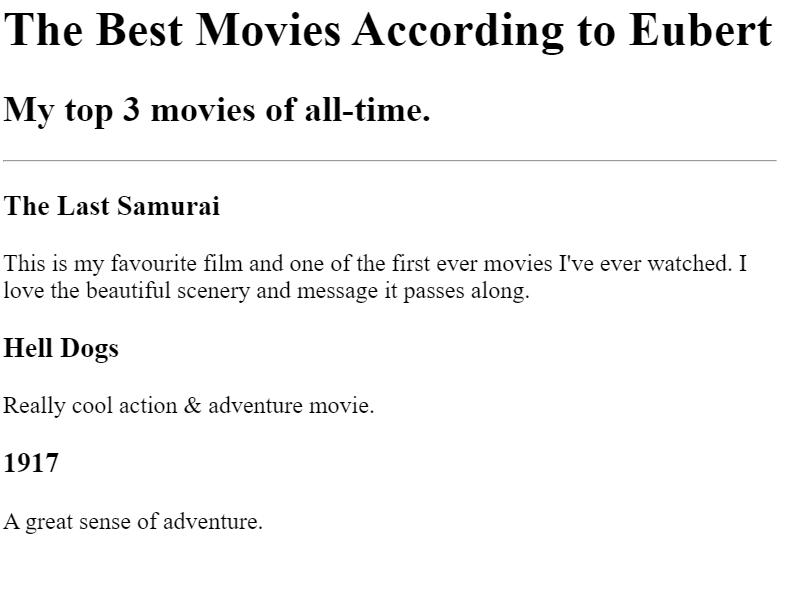 The Best Movies According to Eubert
My top 3 movies of all-time.
The Last Samurai
This is my favourite film and one of the first ever movies I've ever watched. I
love the beautiful scenery and message it passes along.
Hell Dogs
Really cool action & adventure movie.
1917
A great sense of adventure.